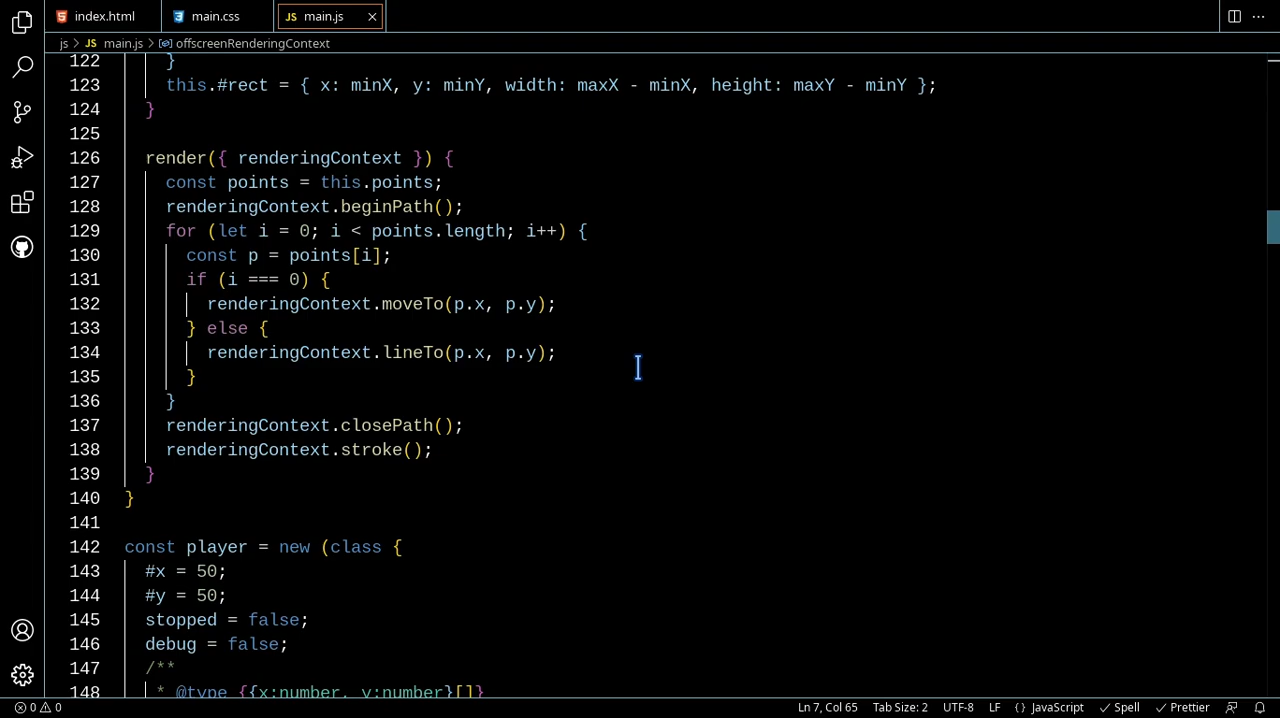 index.html
main.css
JS main.js
js > JS main.js > offscreenRenderingContext
122 }
123 this.#rect = { x: minX, y: minY, width: maxX - minX, height: maxY - minY };
124 }
125
126 render({ renderingContext }) {
127 const points = this.points;
128 renderingContext.beginPath();
129 for (let i = 0; i < points.length; i++) {
130 const p = points[i];
131 if (i === 0) {
132 renderingContext.moveTo(p.x, p.y);
133 } else {
134 renderingContext.lineTo(p.x, p.y);
135 }
136 }
137 renderingContext.closePath();
138 renderingContext.stroke();
139 }
140 }
141
142 const player = new (class {
143 #x = 50;
144 #y = 50;
145 stopped = false;
146 debug = false;
147 /**
148 * @type {{x:number, y:number}[]}
0 0 Ln 7, Col 65 Tab Size: 2 UTF-8 LF {} JavaScript Spell Prettier